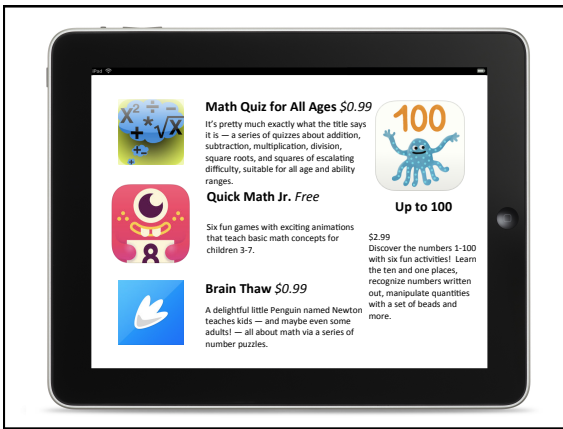 iPad
X² ÷ −
+ * √X
+ −
Math Quiz for All Ages $0.99
It's pretty much exactly what the title says
it is — a series of quizzes about addition,
subtraction, multiplication, division,
square roots, and squares of escalating
difficulty, suitable for all age and ability
ranges.
8
Quick Math Jr. Free
Six fun games with exciting animations
that teach basic math concepts for
children 3-7.
Brain Thaw $0.99
A delightful little Penguin named Newton
teaches kids — and maybe even some
adults! — all about math via a series of
number puzzles.
100
Up to 100
$2.99
Discover the numbers 1-100
with six fun activities! Learn
the ten and one places,
recognize numbers written
out, manipulate quantities
with a set of beads and
more.